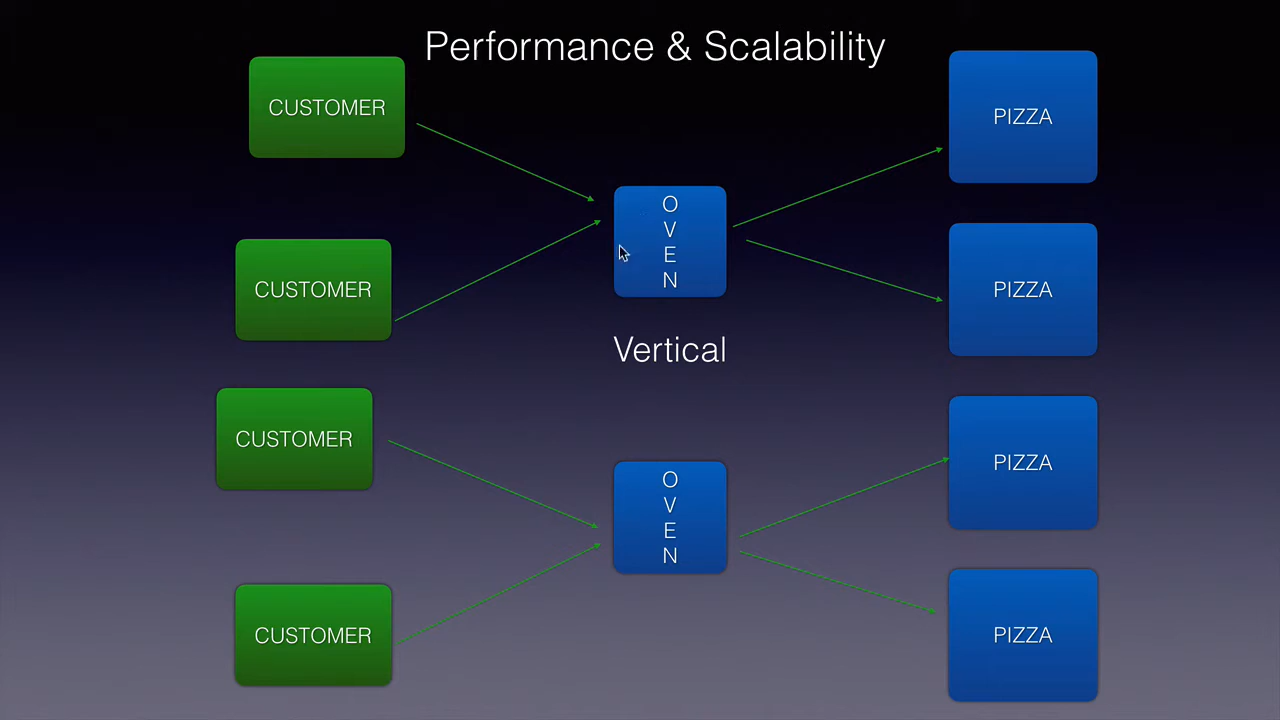 Performance & Scalability
CUSTOMER
PIZZA
O
V
E
N
CUSTOMER
PIZZA
Vertical
CUSTOMER
PIZZA
O
V
E
N
CUSTOMER
PIZZA